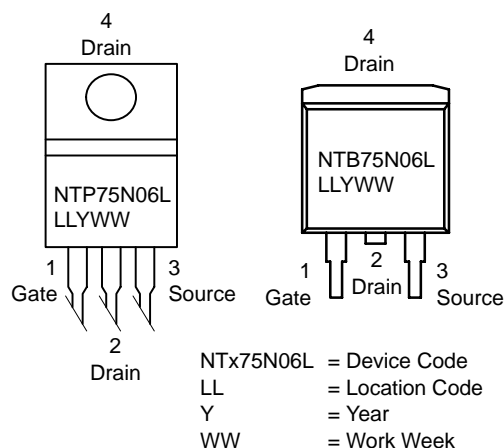 4
Drain
NTP75N06L
LLYWW
1
Gate
3
Source
2
Drain
4
Drain
NTB75N06L
LLYWW
1
Gate
2
Drain
3
Source
NTx75N06L = Device Code
LL = Location Code
Y = Year
WW = Work Week